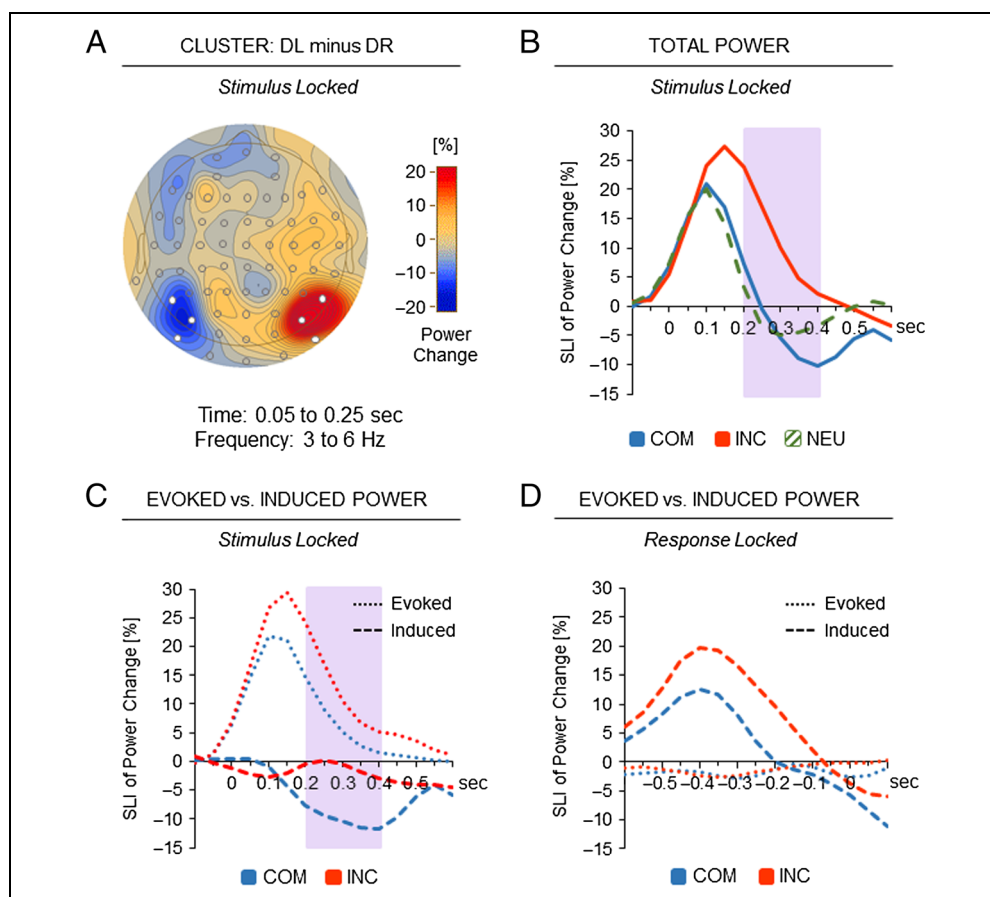 A
CLUSTER: DL minus DR
Stimulus Locked
[%]
20
10
0
−10
−20
Power
Change
Time: 0.05 to 0.25 sec
Frequency: 3 to 6 Hz
B
TOTAL POWER
Stimulus Locked
SLI of Power Change [%]
30
25
20
15
10
5
0
−5
−10
−15
0 0.1 0.2 0.3 0.4 0.5 sec
COM INC NEU
C
EVOKED vs. INDUCED POWER
Stimulus Locked
SLI of Power Change [%]
30
25
20
15
10
5
0
−5
−10
−15
Evoked
Induced
0 0.1 0.2 0.3 0.4 0.5 sec
COM INC
D
EVOKED vs. INDUCED POWER
Response Locked
SLI of Power Change [%]
30
25
20
15
10
5
0
−5
−10
−15
Evoked
Induced
−0.5 −0.4 −0.3 −0.2 −0.1 0 sec
COM INC